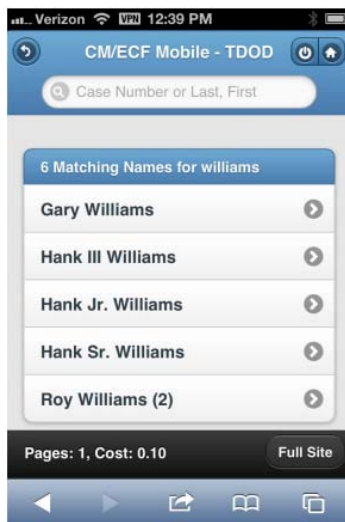 Verizon VPN 12:39 PM
CM/ECF Mobile - TDOD
Case Number or Last, First
6 Matching Names for williams
Gary Williams
Hank III Williams
Hank Jr. Williams
Hank Sr. Williams
Roy Williams (2)
Pages: 1, Cost: 0.10 Full Site